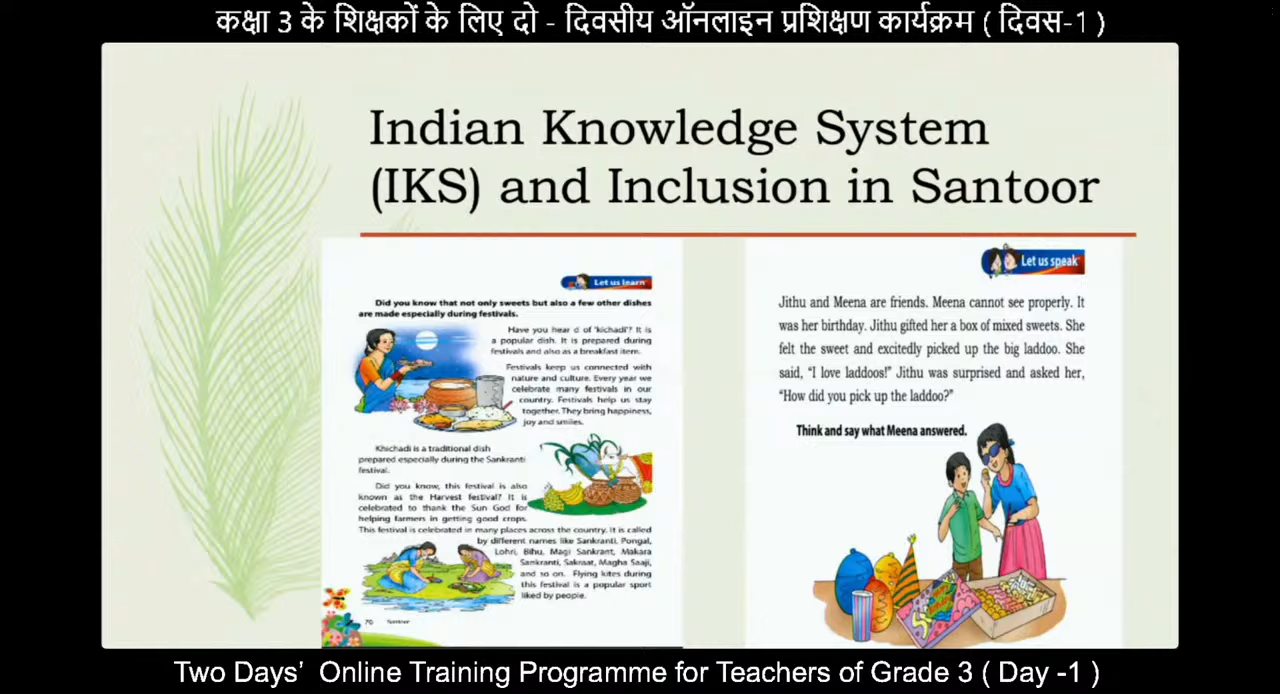 कक्षा 3 के शिक्षकों के लिए दो - दिवसीय ऑनलाइन प्रशिक्षण कार्यक्रम ( दिवस-1 )
Indian Knowledge System
(IKS) and Inclusion in Santoor
Let us learn
Did you know that not only sweets but also a few other dishes
are made especially during festivals.
Have you hear d of 'kichadi'? It is
a popular dish. It is prepared during
festivals and also as a breakfast item.
Festivals keep us connected with
nature and culture. Every year we
celebrate many festivals in our
country. Festivals help us stay
together. They bring happiness,
joy and smiles.
Khichadi is a traditional dish
prepared especially during the Sankranti
festival.
Did you know, this festival is also
known as the Harvest festival? It is
celebrated to thank the Sun God for
helping farmers in getting good crops.
This festival is celebrated in many places across the country. It is called
by different names like Sankranti, Pongal,
Lohri, Bihu, Magi Sankrant, Makara
Sankranti, Sakraat, Magha Saaji,
and so on. Flying kites during
this festival is a popular sport
liked by people.
70 Santoor
Let us speak
Jithu and Meena are friends. Meena cannot see properly. It
was her birthday. Jithu gifted her a box of mixed sweets. She
felt the sweet and excitedly picked up the big laddoo. She
said, "I love laddoos!" Jithu was surprised and asked her,
"How did you pick up the laddoo?"
Think and say what Meena answered.
Two Days' Online Training Programme for Teachers of Grade 3 ( Day -1 )